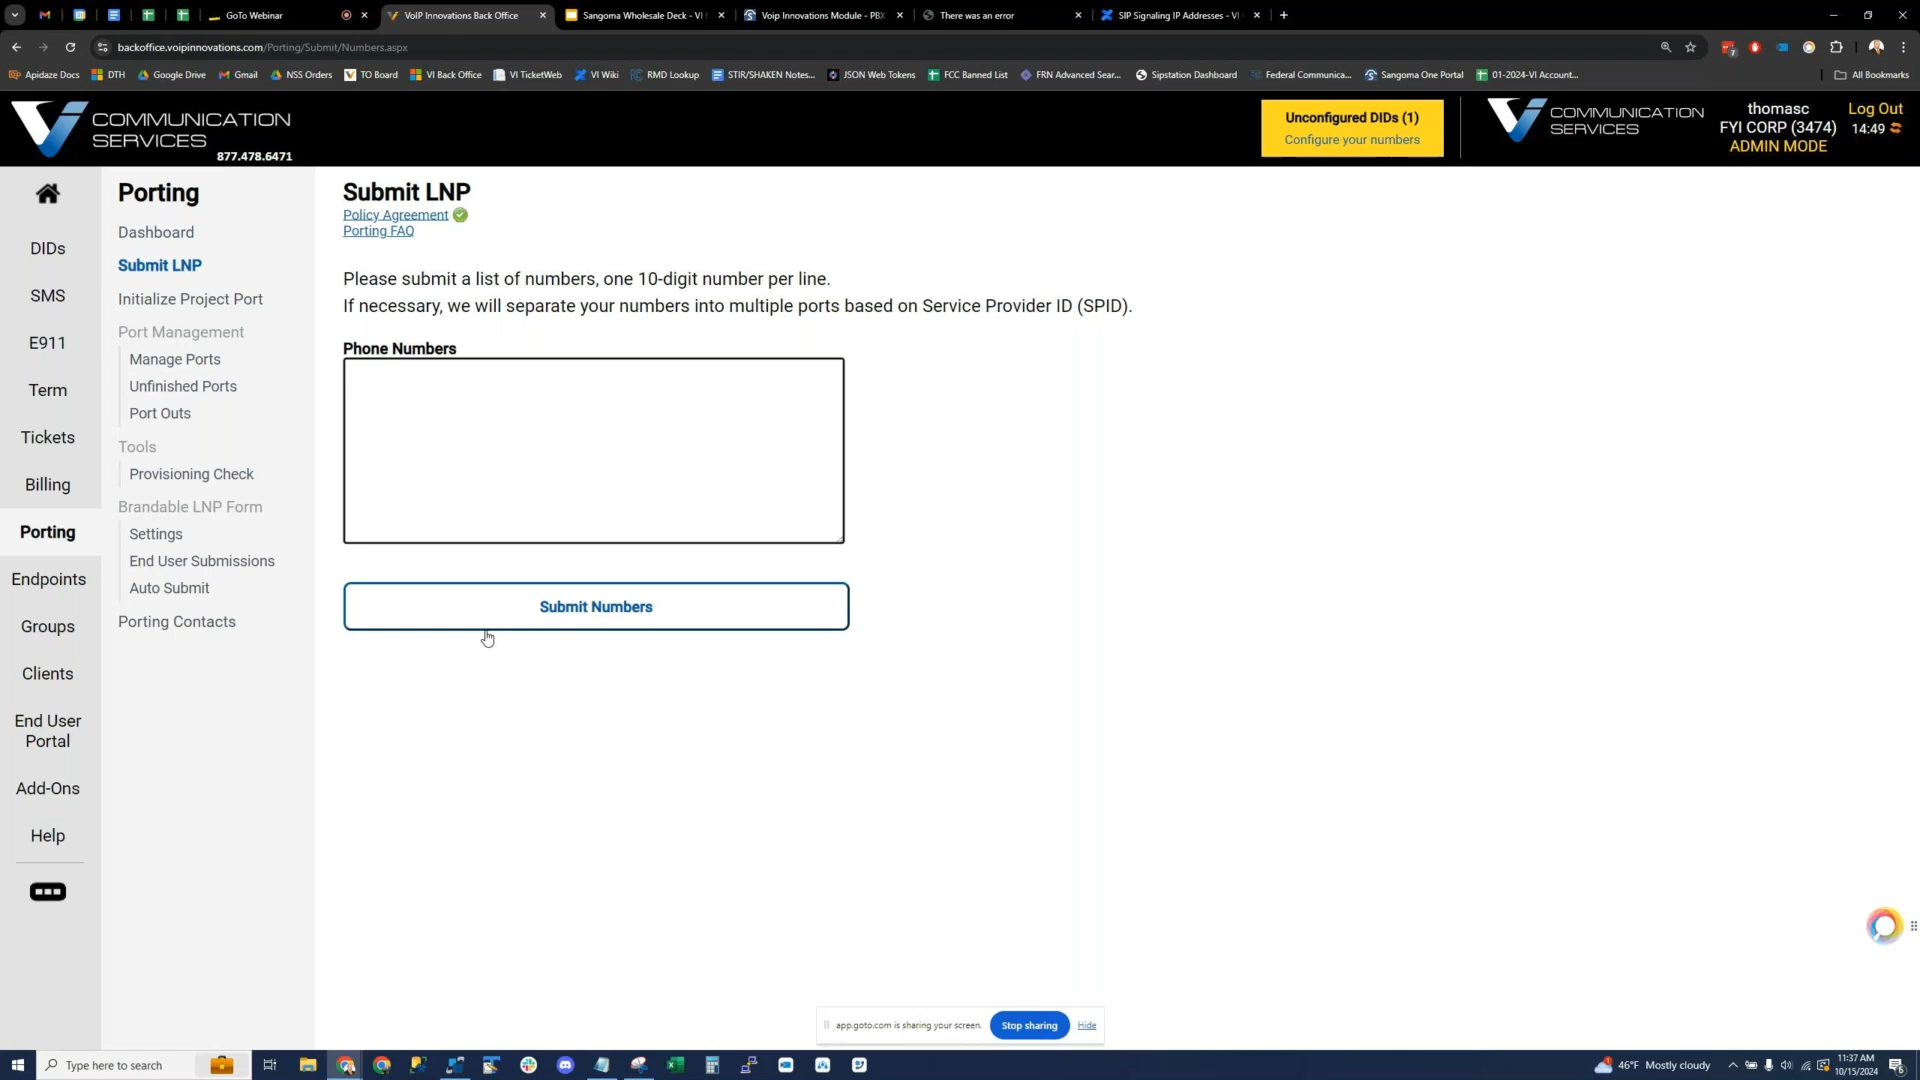 GoTo Webinar
VoIP Innovations Back Office
Sangoma Wholesale Deck - VI
Voip Innovations Module - PBX
There was an error
SIP Signaling IP Addresses - VI
backoffice.voipinnovations.com/Porting/Submit/Numbers.aspx
Apidaze Docs
DTH
Google Drive
Gmail
NSS Orders
TO Board
VI Back Office
VI TicketWeb
VI Wiki
RMD Lookup
STIR/SHAKEN Notes...
JSON Web Tokens
FCC Banned List
FRN Advanced Sear...
Sipstation Dashboard
Federal Communica...
Sangoma One Portal
01-2024-VI Account...
All Bookmarks
COMMUNICATION
SERVICES
877.478.6471
Unconfigured DIDs (1)
Configure your numbers
COMMUNICATION
SERVICES
thomasc
FYI CORP (3474)
ADMIN MODE
Log Out
14:49
DIDs
SMS
E911
Term
Tickets
Billing
Porting
Endpoints
Groups
Clients
End User
Portal
Add-Ons
Help
Porting
Dashboard
Submit LNP
Initialize Project Port
Port Management
Manage Ports
Unfinished Ports
Port Outs
Tools
Provisioning Check
Brandable LNP Form
Settings
End User Submissions
Auto Submit
Porting Contacts
Submit LNP
Policy Agreement
Porting FAQ
Please submit a list of numbers, one 10-digit number per line.
If necessary, we will separate your numbers into multiple ports based on Service Provider ID (SPID).
Phone Numbers
Submit Numbers
app.goto.com is sharing your screen.
Stop sharing
Hide
Type here to search
46°F Mostly cloudy
11:37 AM
10/15/2024